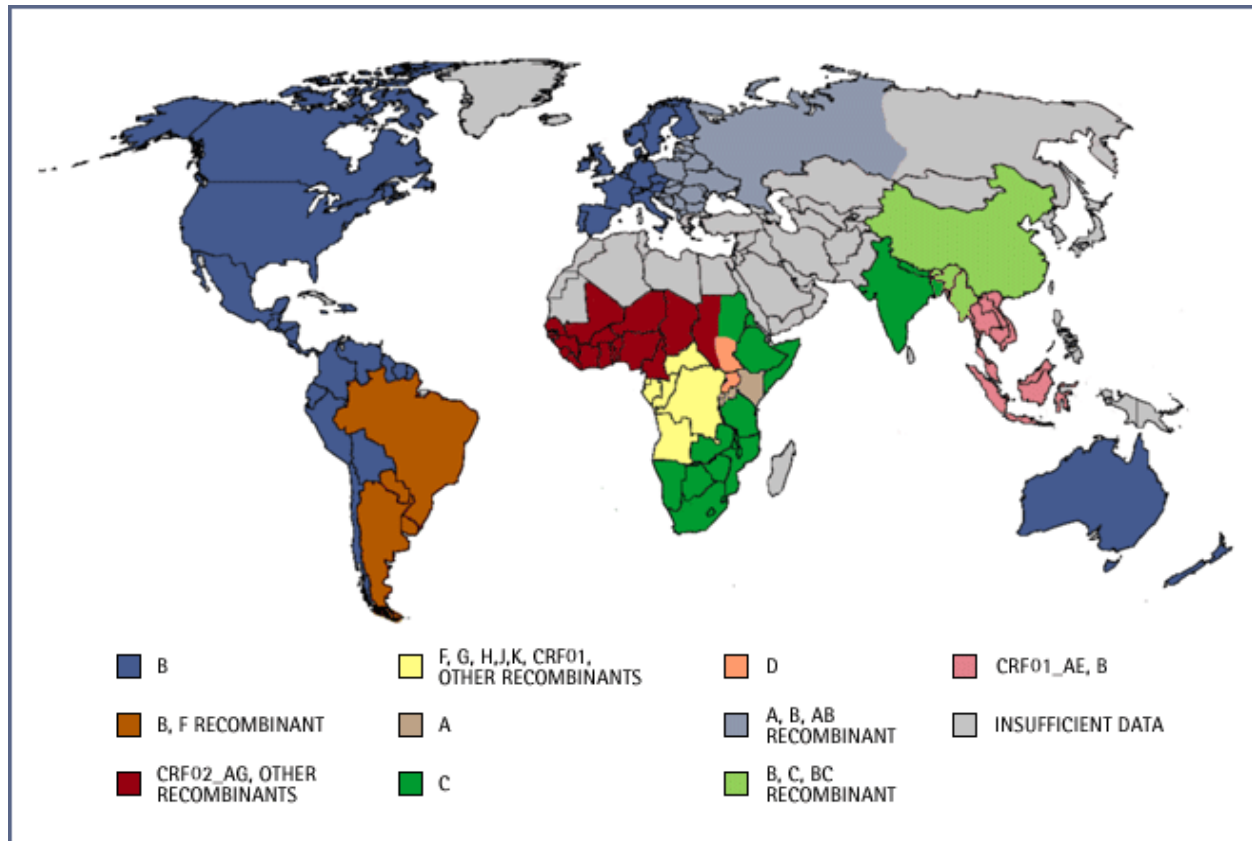 B
F, G, H,J,K, CRF01,
OTHER RECOMBINANTS
D
CRF01_AE, B
B, F RECOMBINANT
A
A, B, AB
RECOMBINANT
INSUFFICIENT DATA
CRF02_AG, OTHER
RECOMBINANTS
C
B, C, BC
RECOMBINANT